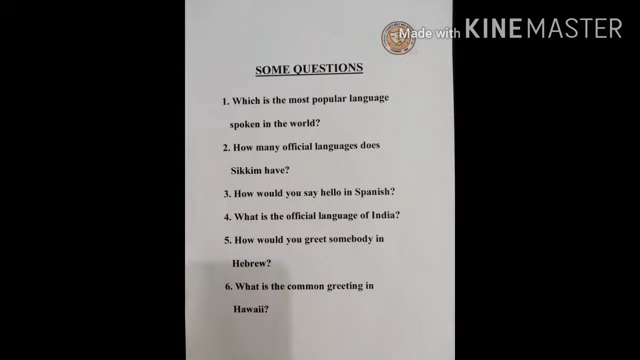 Made with KINEMASTER
SOME QUESTIONS
1. Which is the most popular language
spoken in the world?
2. How many official languages does
Sikkim have?
3. How would you say hello in Spanish?
4. What is the official language of India?
5. How would you greet somebody in
Hebrew?
6. What is the common greeting in
Hawaii?